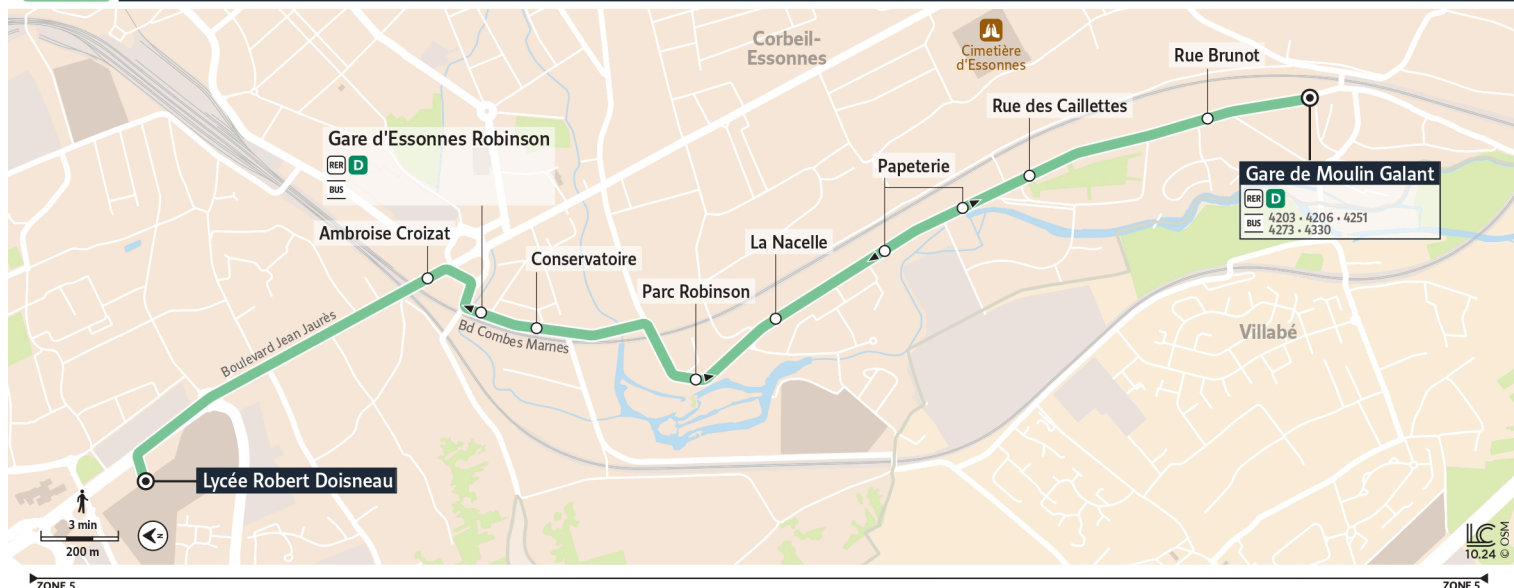 Corbeil-
Essonnes
Cimetière
d'Essonnes
Rue Brunot
Rue des Caillettes
Gare d'Essonnes Robinson
RER D
BUS
Papeterie
Gare de Moulin Galant
RER D
BUS 4203 • 4206 • 4251
4273 • 4330
Ambroise Croizat
La Nacelle
Conservatoire
Parc Robinson
Bd Combes Marnes
Boulevard Jean Jaurès
Villabé
Lycée Robert Doisneau
3 min
200 m
N
LC
10.24 © OSM
ZONE 5
ZONE 5